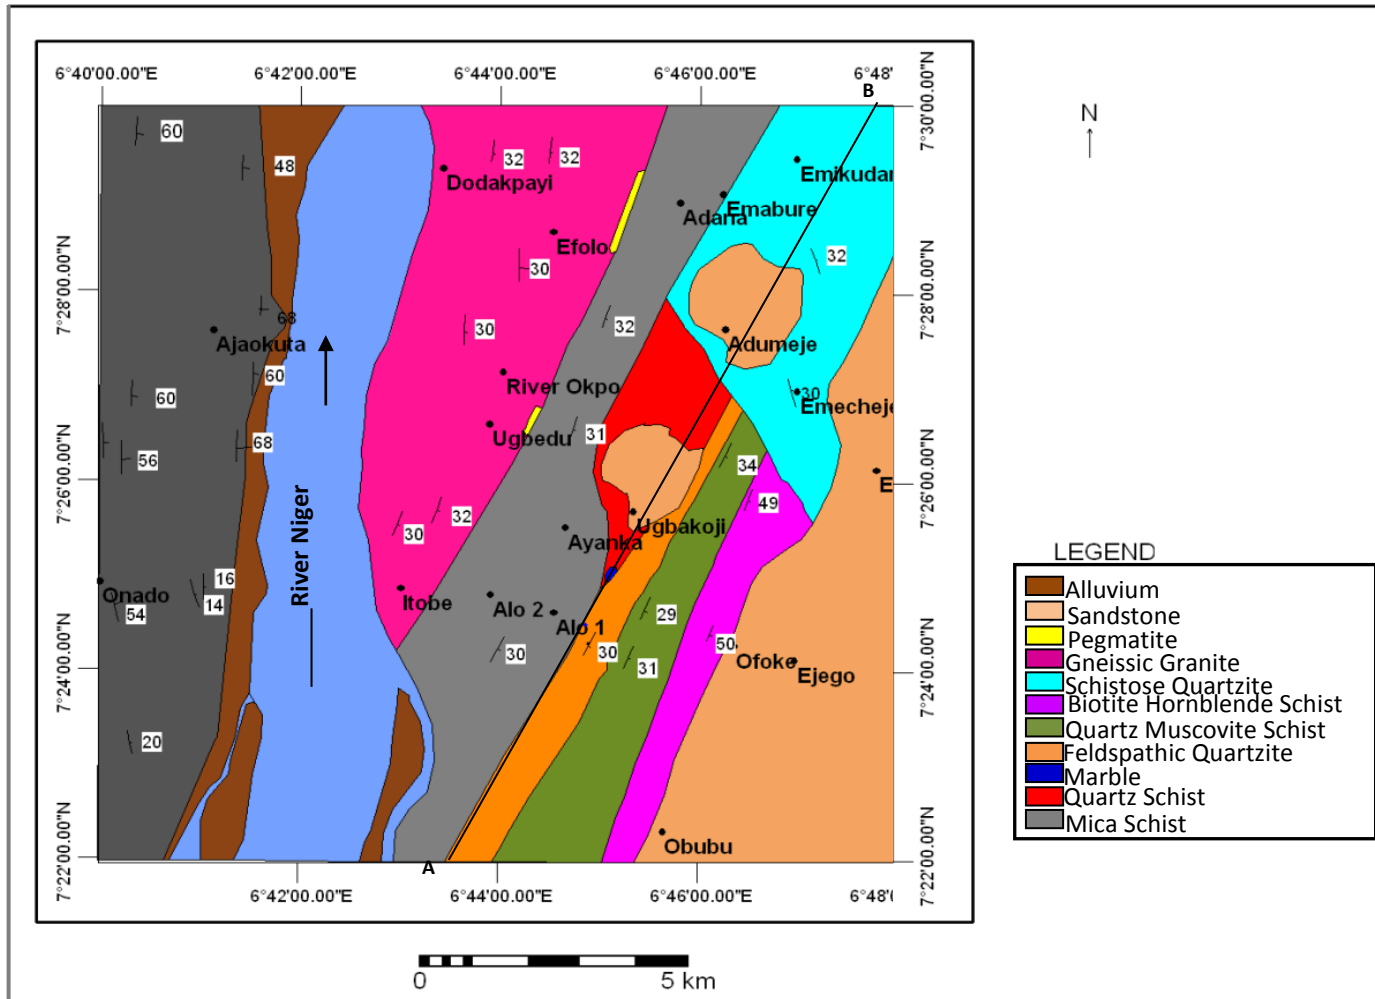 6°40'00.00"E 6°42'00.00"E 6°44'00.00"E 6°46'00.00"E 6°48'
B
7°30'00.00"N
N
60
48
32 32
Dodakpayi
Emikudar
Adana
Emabure
Efolo
30
32
7°28'00.00"N 7°28'00.00"N
68
32
Ajaokuta
30
Adumeje
60
River Okpo
60
30
Emecheje
Ugbedu
31
68
56
34
E
7°26'00.00"N 7°26'00.00"N
49
32
30
Ugbakoji
Ayanka
River Niger
16
Onado
14
54
Itobe
Alo 2
29
Alo 1
30
30
31
50
Ofoke
Ejego
7°24'00.00"N 7°24'00.00"N
20
Obubu
7°22'00.00"N 7°22'00.00"N
A
6°42'00.00"E 6°44'00.00"E 6°46'00.00"E 6°48'
0 5 km
LEGEND
Alluvium
Sandstone
Pegmatite
Gneissic Granite
Schistose Quartzite
Biotite Hornblende Schist
Quartz Muscovite Schist
Feldspathic Quartzite
Marble
Quartz Schist
Mica Schist